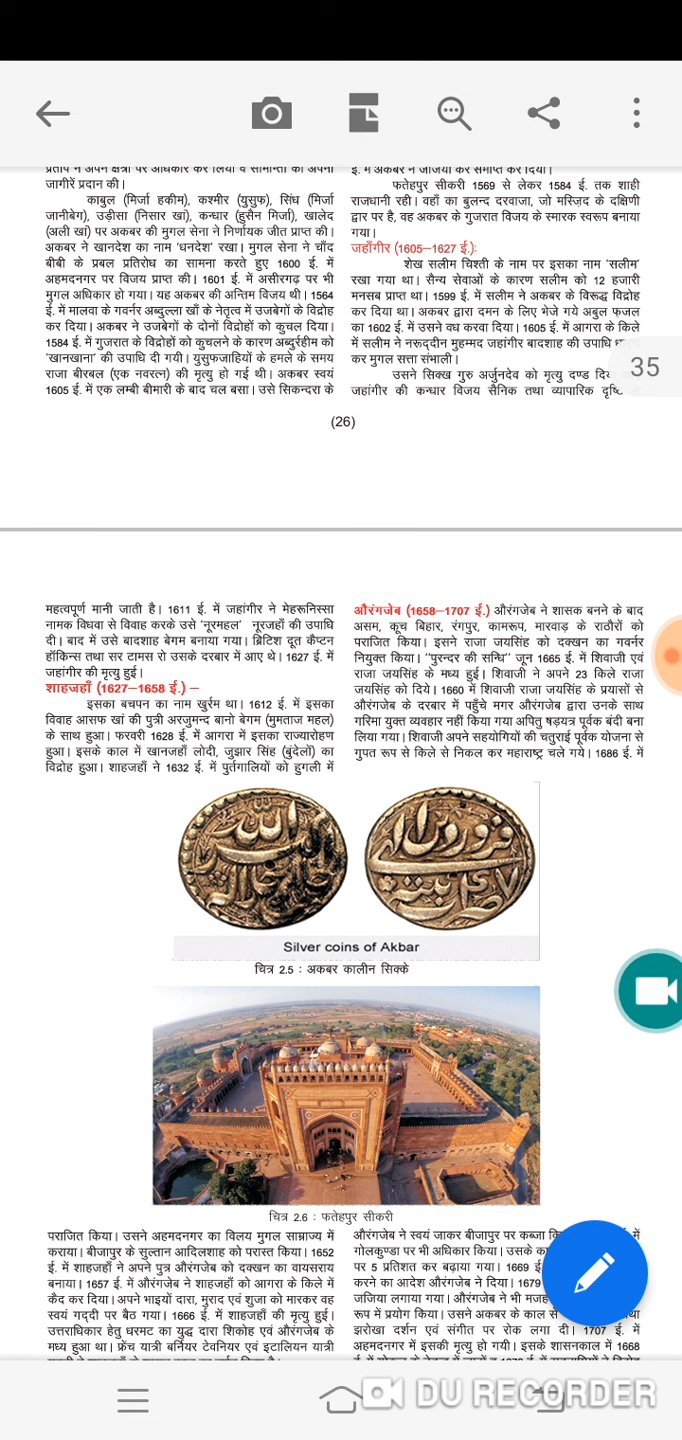 प्रताप ने अपने क्षेत्रों पर अधिकार कर लिया व सामन्तों को अपनी
जागीरें प्रदान की।
काबुल (मिर्जा हकीम), कश्मीर (युसुफ), सिंध (मिर्जा
जानीबेग), उड़ीसा (निसार खां), कन्धार (हुसैन मिर्जा), खालेद
(अली खां) पर अकबर की मुगल सेना ने निर्णायक जीत प्राप्त की।
अकबर ने खानदेश का नाम 'धनदेश' रखा। मुगल सेना ने चाँद
बीबी के प्रबल प्रतिरोध का सामना करते हुए 1600 ई. में
अहमदनगर पर विजय प्राप्त की। 1601 ई. में असीरगढ़ पर भी
मुगल अधिकार हो गया। यह अकबर की अन्तिम विजय थी। 1564
ई. में मालवा के गवर्नर अब्दुल्ला खाँ के नेतृत्व में उजबेगों के विद्रोह
कर दिया। अकबर ने उजबेगों के दोनों विद्रोहों को कुचल दिया।
1584 ई. में गुजरात के विद्रोहों को कुचलने के कारण अब्दुर्रहीम को
'खानखाना' की उपाधि दी गयी। युसुफजाहियों के हमले के समय
राजा बीरबल (एक नवरत्न) की मृत्यु हो गई थी। अकबर स्वयं
1605 ई. में एक लम्बी बीमारी के बाद चल बसा। उसे सिकन्दरा के
ई. में अकबर ने जजिया कर समाप्त कर दिया।
फतेहपुर सीकरी 1569 से लेकर 1584 ई. तक शाही
राजधानी रही। वहाँ का बुलन्द दरवाजा, जो मस्ज़िद के दक्षिणी
द्वार पर है, वह अकबर के गुजरात विजय के स्मारक स्वरूप बनाया
गया।
जहाँगीर (1605–1627 ई.):
शेख सलीम चिश्ती के नाम पर इसका नाम 'सलीम'
रखा गया था। सैन्य सेवाओं के कारण सलीम को 12 हजारी
मनसब प्राप्त था। 1599 ई. में सलीम ने अकबर के विरूद्ध विद्रोह
कर दिया था। अकबर द्वारा दमन के लिए भेजे गये अबुल फ़जल
का 1602 ई. में उसने वध करवा दिया। 1605 ई. में आगरा के किले
में सलीम ने नरूद्दीन मुहम्मद जहांगीर बादशाह की उपाधि
कर मुगल सत्ता संभाली।
उसने सिक्ख गुरु अर्जुनदेव को मृत्यु दण्ड
जहांगीर की कन्धार विजय सैनिक तथा व्यापारिक
35
(26)
महत्वपूर्ण मानी जाती है। 1611 ई. में जहांगीर ने मेहरूनिस्सा
नामक विधवा से विवाह करके उसे 'नूरमहल' नूरजहाँ की उपाधि
दी। बाद में उसे बादशाह बेगम बनाया गया। ब्रिटिश दूत कैप्टन
हॉकिन्स तथा सर टामस रो उसके दरबार में आए थे। 1627 ई. में
जहांगीर की मृत्यु हुई।
शाहजहाँ (1627–1658 ई.) –
इसका बचपन का नाम खुर्रम था। 1612 ई. में इसका
विवाह आसफ खां की पुत्री अरजुमन्द बानो बेगम (मुमताज महल)
के साथ हुआ। फरवरी 1628 ई. में आगरा में इसका राज्यारोहण
हुआ। इसके काल में खानजहाँ लोदी, जुझार सिंह (बुंदेलों) का
विद्रोह हुआ। शाहजहाँ ने 1632 ई. में पुर्तगालियों को हुगली में
औरंगजेब (1658–1707 ई.) औरंगजेब ने शासक बनने के बाद
असम, कूच बिहार, रंगपुर, कामरूप, मारवाड़ के राठौरों को
पराजित किया। इसने राजा जयसिंह को दक्खन का गवर्नर
नियुक्त किया। "पुरन्दर की सन्धि" जून 1665 ई. में शिवाजी एवं
राजा जयसिंह के मध्य हुई। शिवाजी ने अपने 23 किले राजा
जयसिंह को दिये। 1660 में शिवाजी राजा जयसिंह के प्रयासों से
औरंगजेब के दरबार में पहुँचे मगर औरंगजेब द्वारा उनके साथ
गरिमा युक्त व्यवहार नहीं किया गया अपितु षड़यत्र पूर्वक बंदी बना
लिया गया। शिवाजी अपने सहयोगियों की चतुराई पूर्वक योजना से
गुपत रूप से किले से निकल कर महाराष्ट्र चले गये। 1686 ई. में
Silver coins of Akbar
चित्र 2.5 : अकबर कालीन सिक्के
चित्र 2.6 : फतेहपुर सीकरी
पराजित किया। उसने अहमदनगर का विलय मुगल साम्राज्य में
कराया। बीजापुर के सुल्तान आदिलशाह को परास्त किया। 1652
ई. में शाहजहाँ ने अपने पुत्र औरंगजेब को दक्खन का वायसराय
बनाया। 1657 में औरंगजेब ने शाहजहाँ को आगरा के किले में
कैद कर दिया। अपने भाइयों दारा, मुराद एवं शुजा को मारकर वह
स्वयं गद्दी पर बैठ गया। 1666 ई. में शाहजहाँ की मृत्यु हुई।
उत्तराधिकार हेतु धरमट का युद्ध दारा शिकोह एवं औरंगजेब के
मध्य हुआ था। फ्रेंच यात्री बर्नियर टेवनियर एवं इटालियन यात्री
औरंगजेब ने स्वयं जाकर बीजापुर पर कब्जा में
गोलकुण्डा पर भी अधिकार किया। उसके
पर 5 प्रतिशत कर बढ़ाया गया। 1669
करने का आदेश औरंगजेब ने दिया। 1679
जजिया लगाया गया। औरंगजेब ने भी
रूप में प्रयोग किया। उसने अकबर के काल से
झरोखा दर्शन एवं संगीत पर रोक लगा दी। 1707 ई. में
अहमदनगर में इसकी मृत्यु हो गयी। इसके शासनकाल में 1668
DU RECORDER